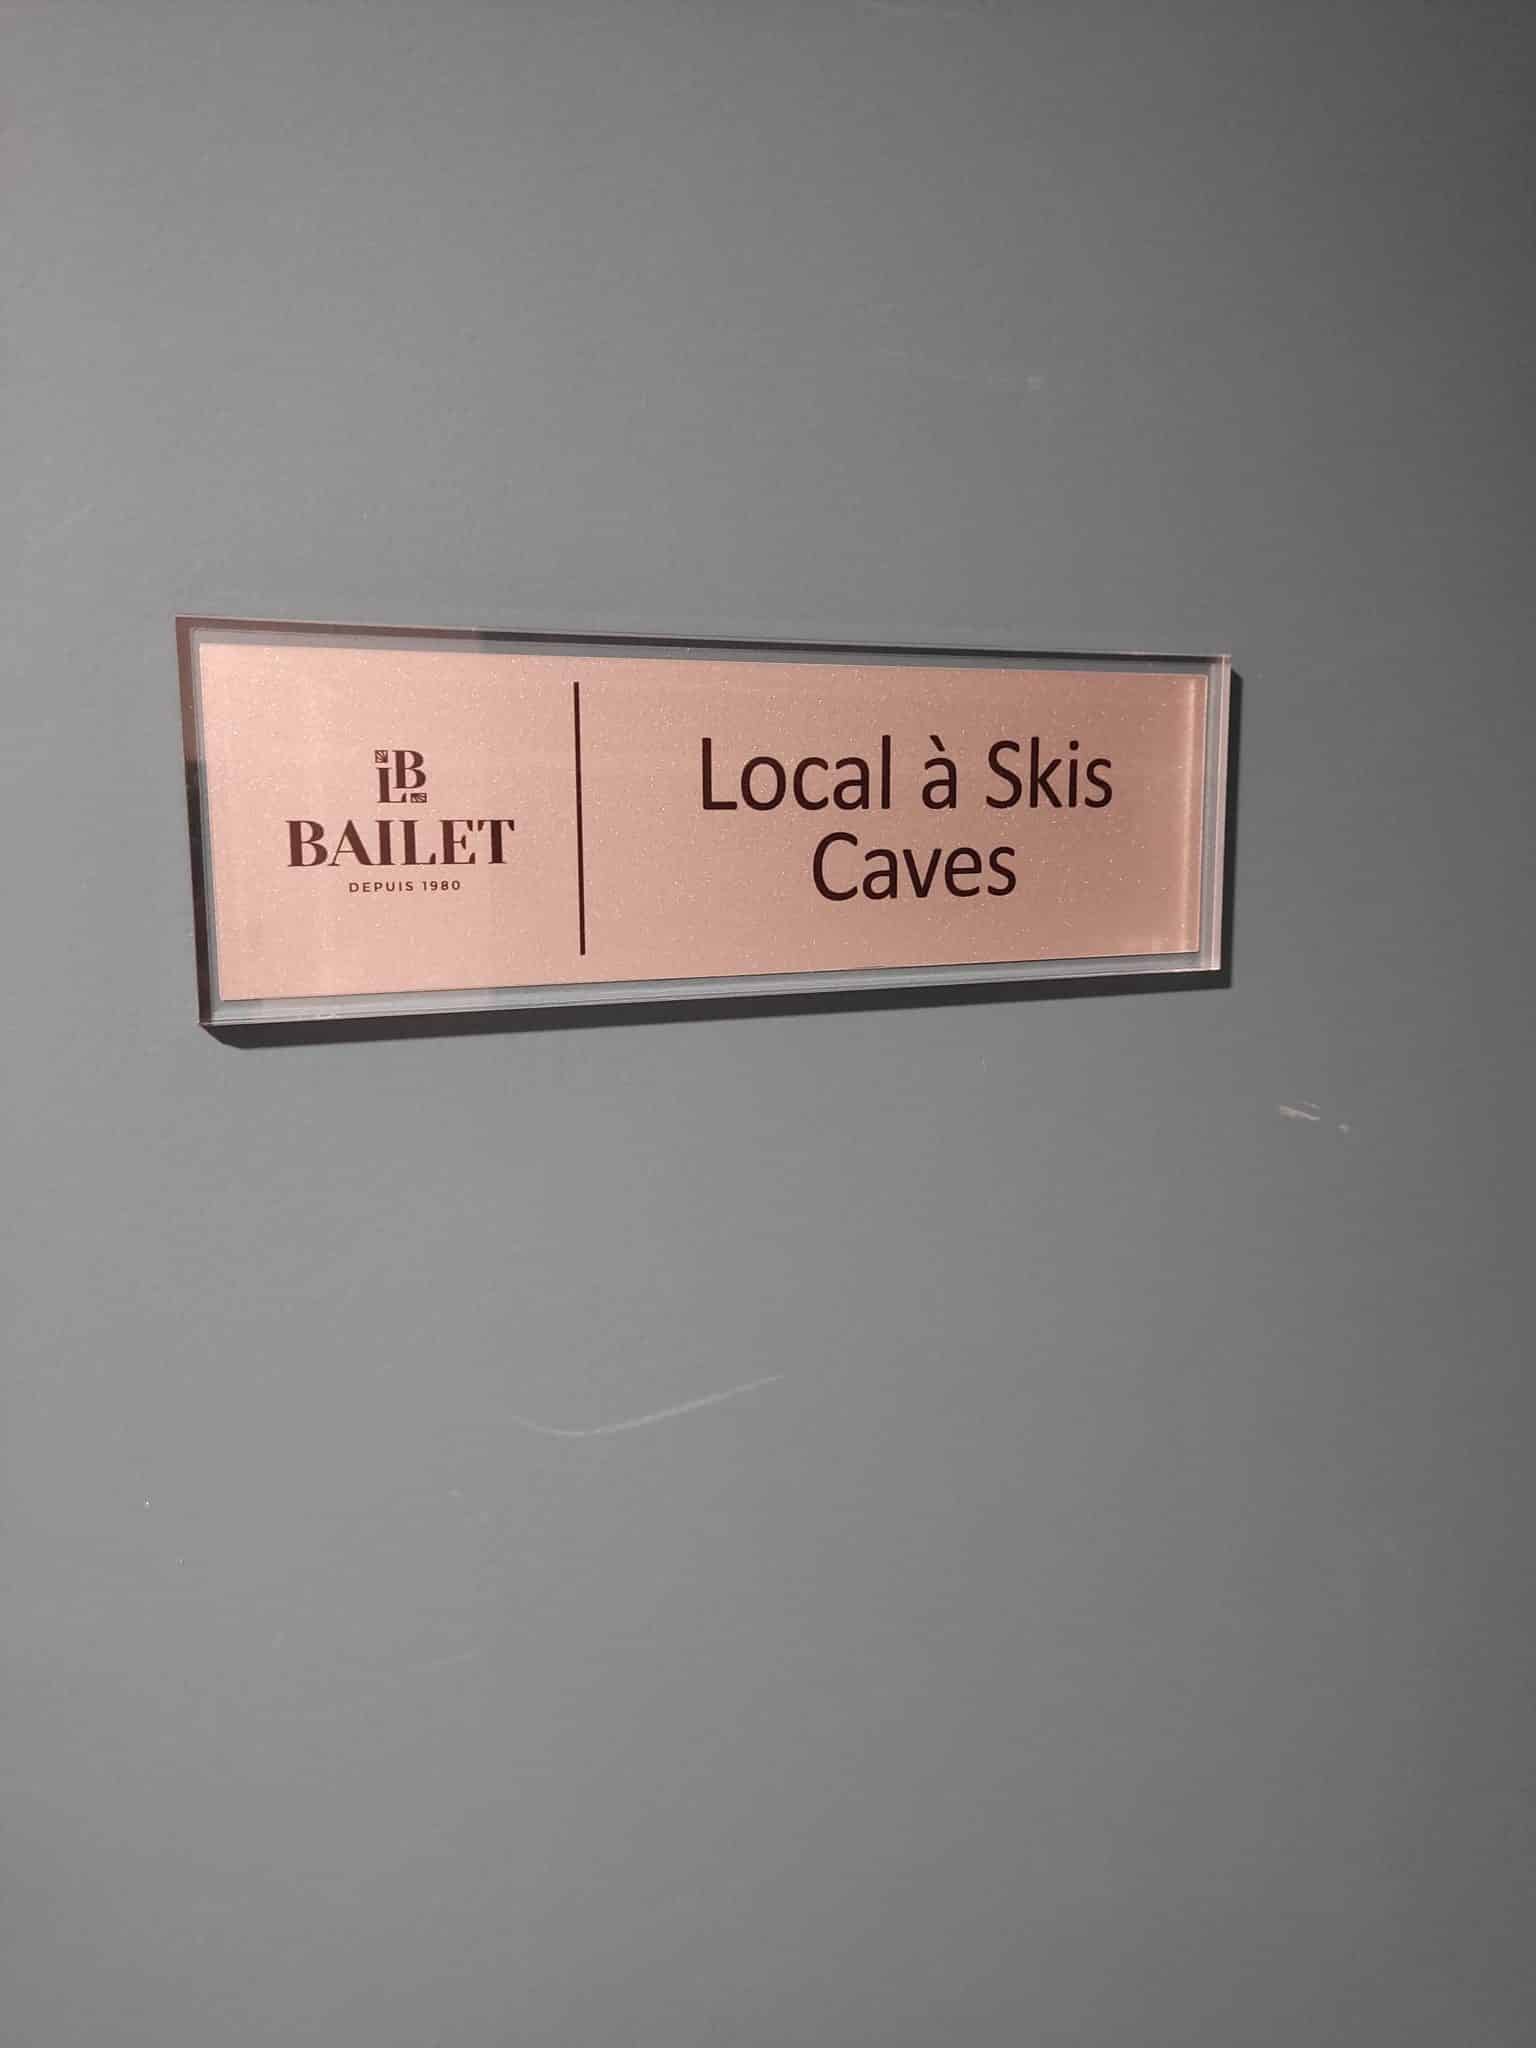 LB
BAILET
DEPUIS 1980
Local à Skis
Caves